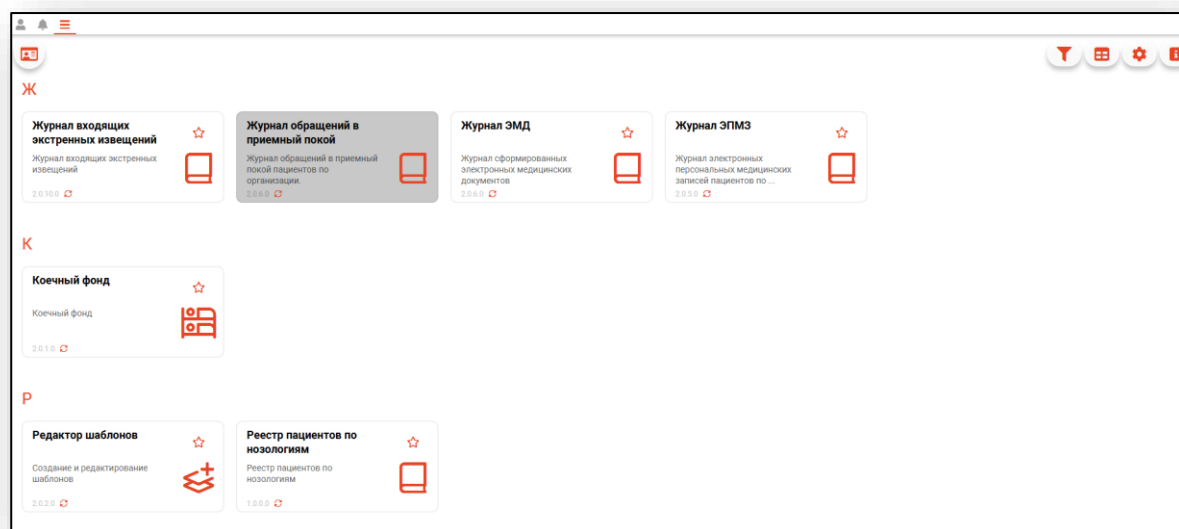 Ж
Журнал входящих
экстренных извещений
Журнал входящих экстренных
извещений
2.0.10.0
Журнал обращений в
приемный покой
Журнал обращений в приемный
покой пациентов по
организации.
2.0.6.0
Журнал ЭМД
Журнал сформированных
электронных медицинских
документов
2.0.6.0
Журнал ЭПМЗ
Журнал электронных
персональных медицинских
записей пациентов по ...
2.0.5.0
К
Коечный фонд
Коечный фонд
2.0.1.0
Р
Редактор шаблонов
Создание и редактирование
шаблонов
2.0.2.0
Реестр пациентов по
нозологиям
Реестр пациентов по
нозологиям
1.0.0.0